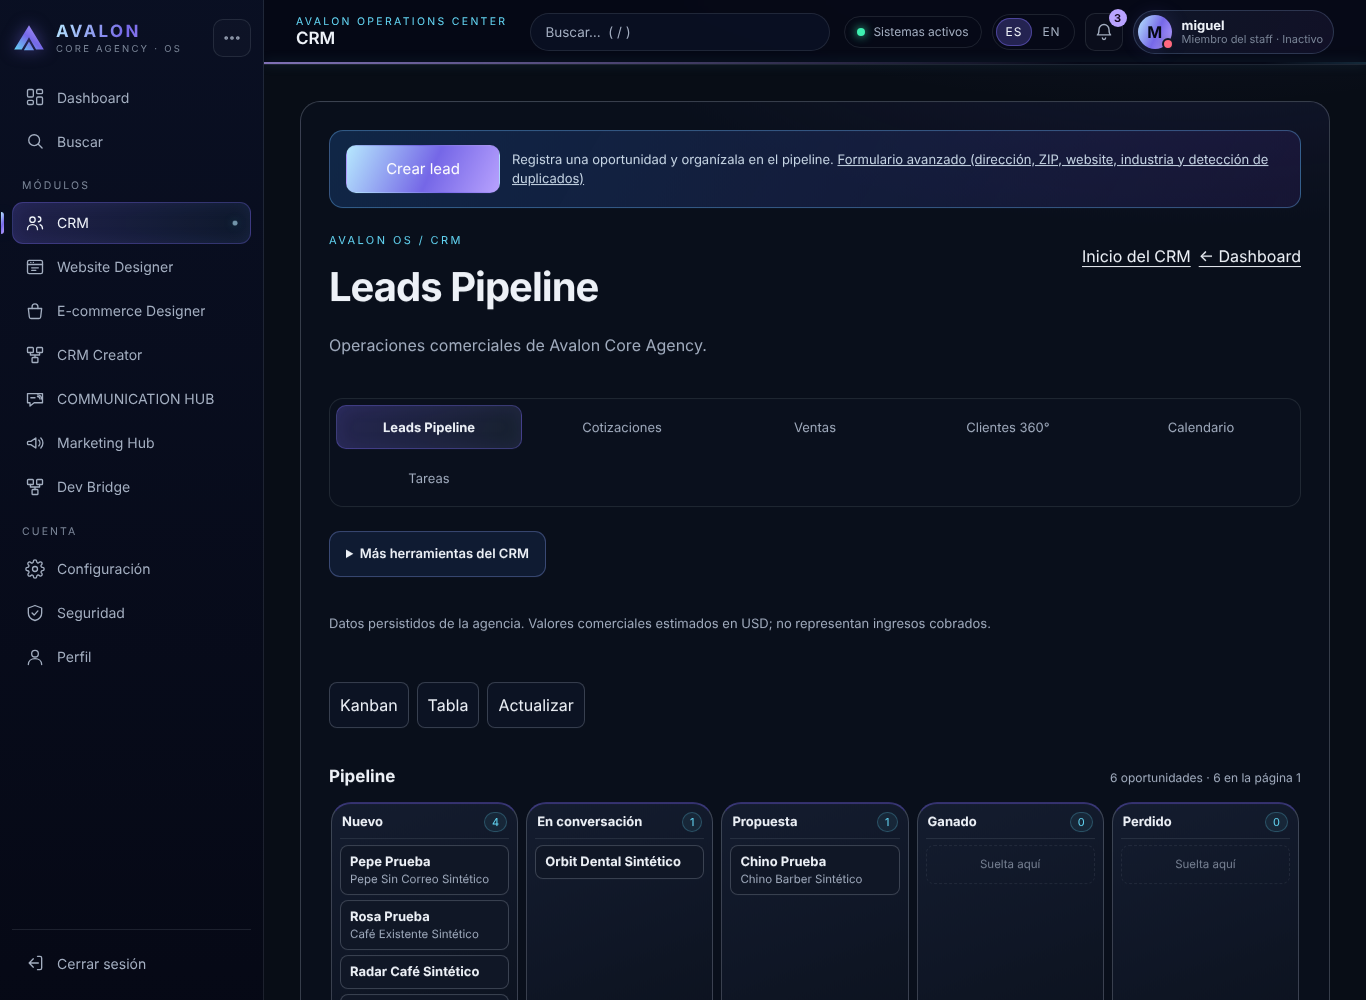 AVALON
CORE AGENCY · OS
Dashboard
Buscar
MÓDULOS
CRM
Website Designer
E-commerce Designer
CRM Creator
COMMUNICATION HUB
Marketing Hub
Dev Bridge
CUENTA
Configuración
Seguridad
Perfil
Cerrar sesión
AVALON OPERATIONS CENTER
CRM
Buscar... ( / )
Sistemas activos
ES EN
3
M
miguel
Miembro del staff · Inactivo
Crear lead
Registra una oportunidad y organízala en el pipeline. Formulario avanzado (dirección, ZIP, website, industria y detección de
duplicados)
AVALON OS / CRM
Inicio del CRM ← Dashboard
Leads Pipeline
Operaciones comerciales de Avalon Core Agency.
Leads Pipeline Cotizaciones Ventas Clientes 360° Calendario
Tareas
▶ Más herramientas del CRM
Datos persistidos de la agencia. Valores comerciales estimados en USD; no representan ingresos cobrados.
Kanban Tabla Actualizar
Pipeline
6 oportunidades · 6 en la página 1
Nuevo 4
Pepe Prueba
Pepe Sin Correo Sintético
Rosa Prueba
Café Existente Sintético
Radar Café Sintético
En conversación 1
Orbit Dental Sintético
Propuesta 1
Chino Prueba
Chino Barber Sintético
Ganado 0
Suelta aquí
Perdido 0
Suelta aquí